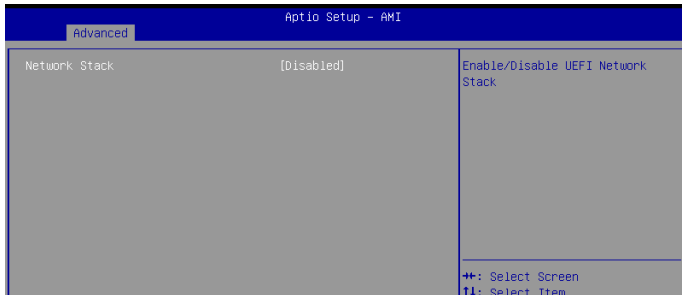 Aptio Setup – AMI
Advanced
Network Stack [Disabled]
Enable/Disable UEFI Network
Stack
→←: Select Screen
↑↓: Select Item